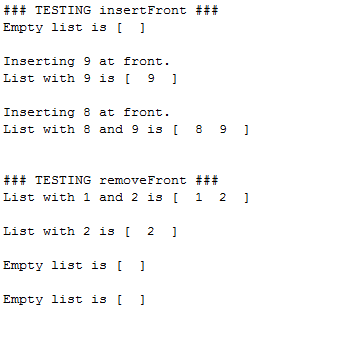 ### TESTING insertFront ###
Empty list is [  ]
Inserting 9 at front.
List with 9 is [  9  ]
Inserting 8 at front.
List with 8 and 9 is [  8  9  ]
### TESTING removeFront ###
List with 1 and 2 is [  1  2  ]
List with 2 is [  2  ]
Empty list is [  ]
Empty list is [  ]